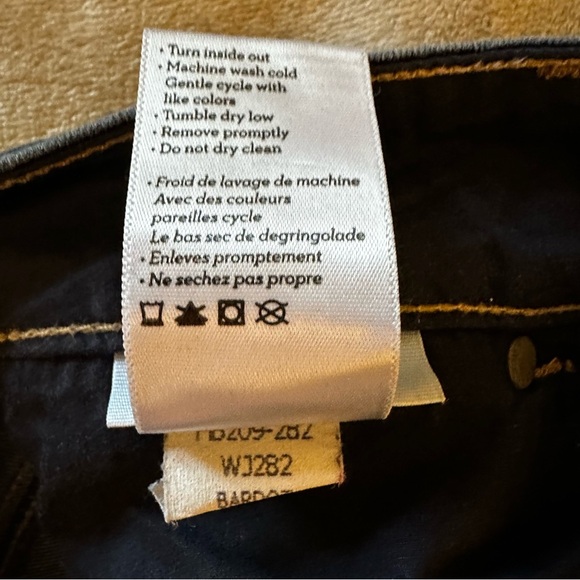 • Turn inside out
• Machine wash cold
Gentle cycle with
like colors
• Tumble dry low
• Remove promptly
• Do not dry clean
• Froid de lavage de machine
Avec des couleurs
pareilles cycle
Le bas sec de degringolade
• Enleves promptement
• Ne sechez pas propre
MB209-282
WJ282